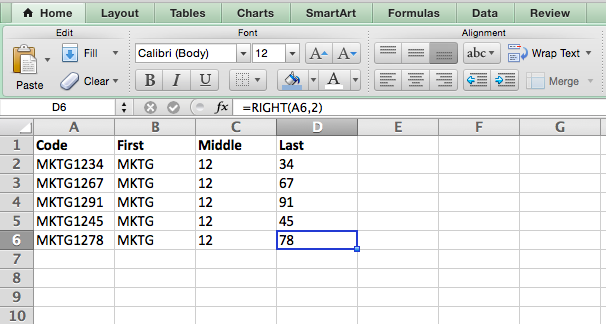 Home Layout Tables Charts SmartArt Formulas Data Review
Edit Font Alignment
Fill Calibri (Body) 12 A A abc Wrap Text
Paste Clear B I U A Merge
D6 fx =RIGHT(A6,2)
A B C D E F G
1 Code First Middle Last
2 MKTG1234 MKTG 12 34
3 MKTG1267 MKTG 12 67
4 MKTG1291 MKTG 12 91
5 MKTG1245 MKTG 12 45
6 MKTG1278 MKTG 12 78
7
8
9
10